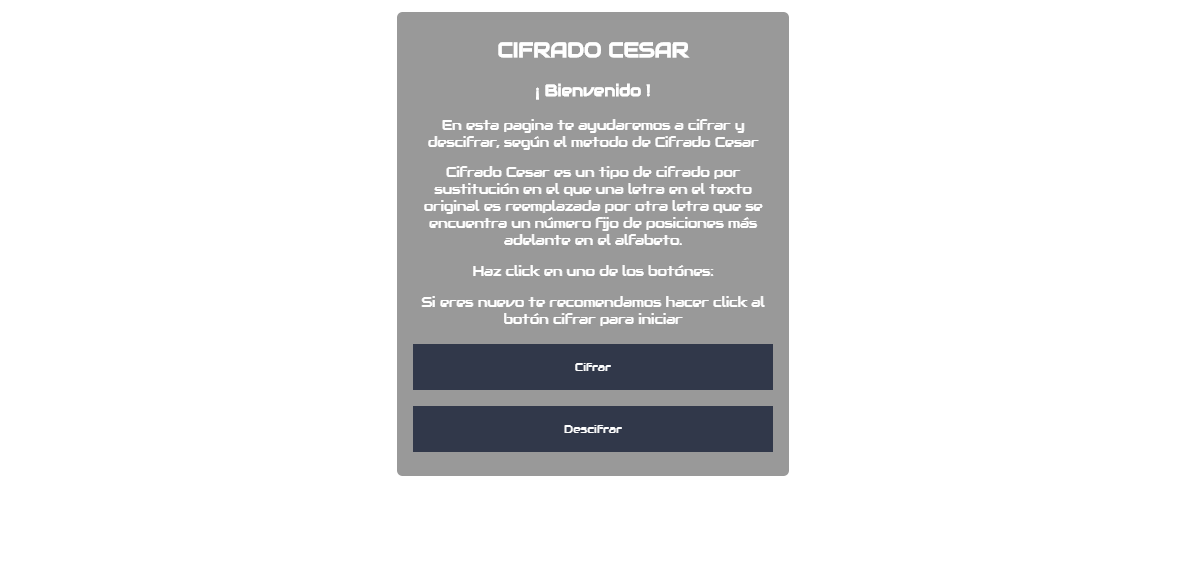 CIFRADO CESAR
¡ Bienvenido !
En esta pagina te ayudaremos a cifrar y
descifrar, según el metodo de Cifrado Cesar
Cifrado Cesar es un tipo de cifrado por
sustitución en el que una letra en el texto
original es reemplazada por otra letra que se
encuentra un número fijo de posiciones más
adelante en el alfabeto.
Haz click en uno de los botónes:
Si eres nuevo te recomendamos hacer click al
botón cifrar para iniciar
Cifrar
Descifrar